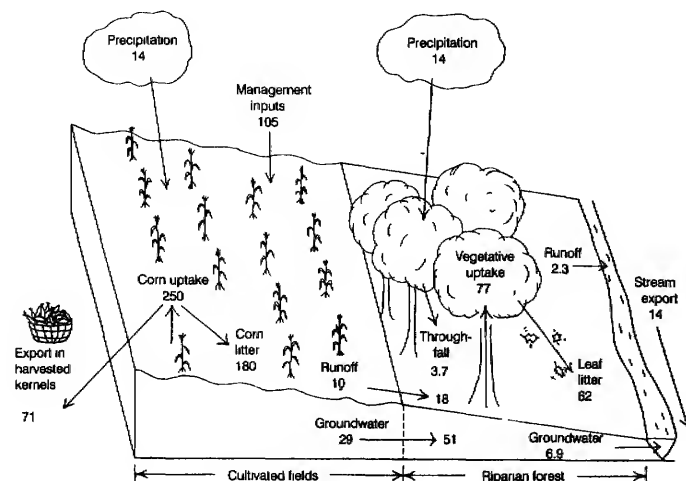 Precipitation
14
Precipitation
14
Management
inputs
105
Corn uptake
250
Corn
litter
180
Export in
harvested
kernels
71
Runoff
10
18
Through-
fall
3.7
Vegetative
uptake
77
Runoff
2.3
Stream
export
14
Leaf
litter
62
Groundwater
29
51
Groundwater
6.9
Cultivated fields
Riparian forest